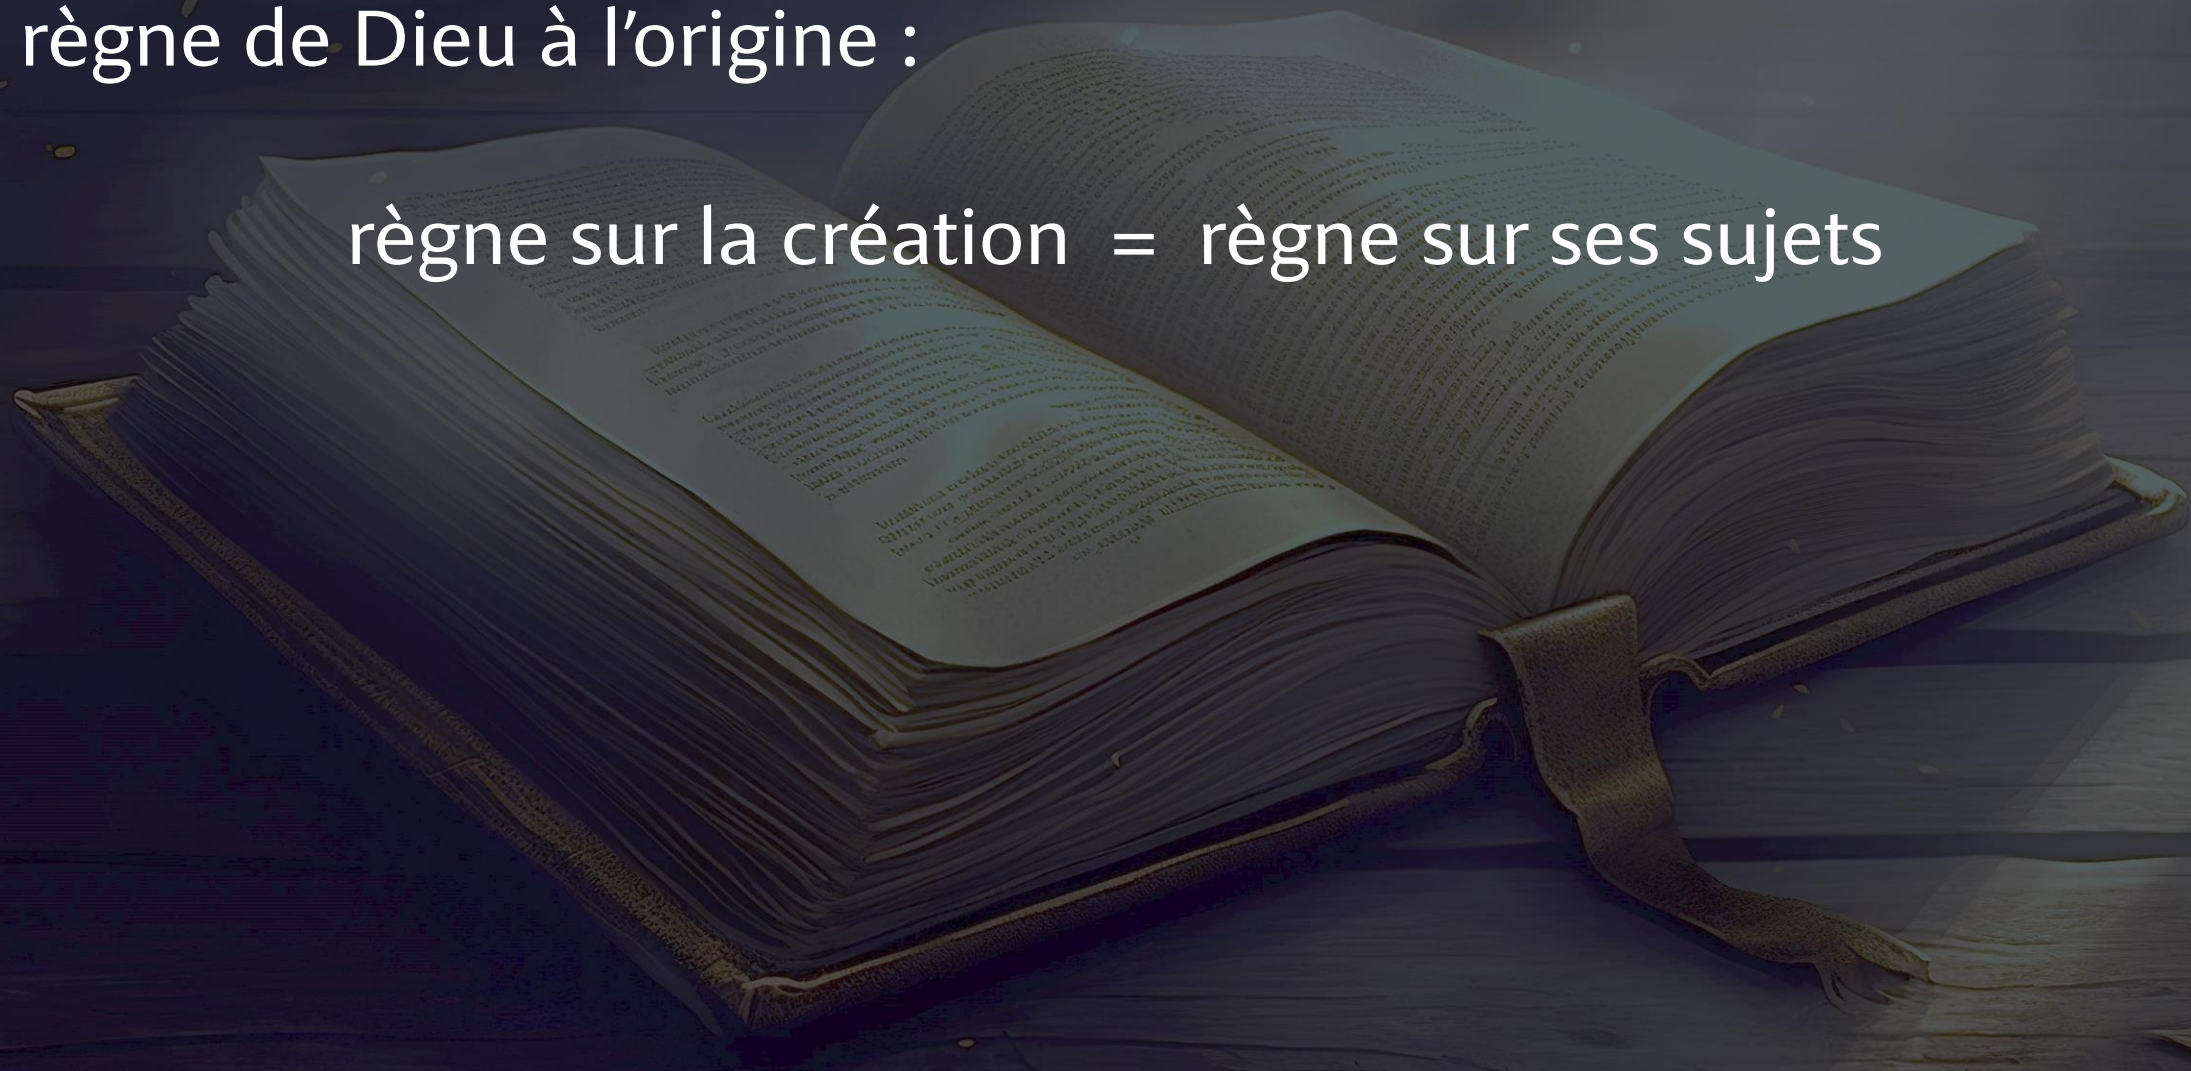 règne de Dieu à l’origine :
règne sur la création = règne sur ses sujets